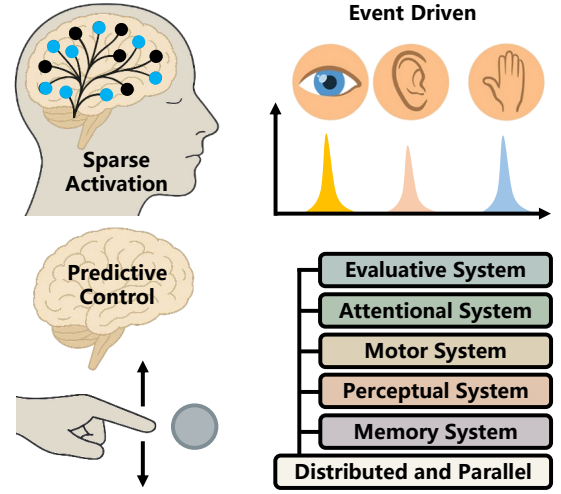 Event Driven
Sparse
Activation
Predictive
Control
Evaluative System
Attentional System
Motor System
Perceptual System
Memory System
Distributed and Parallel